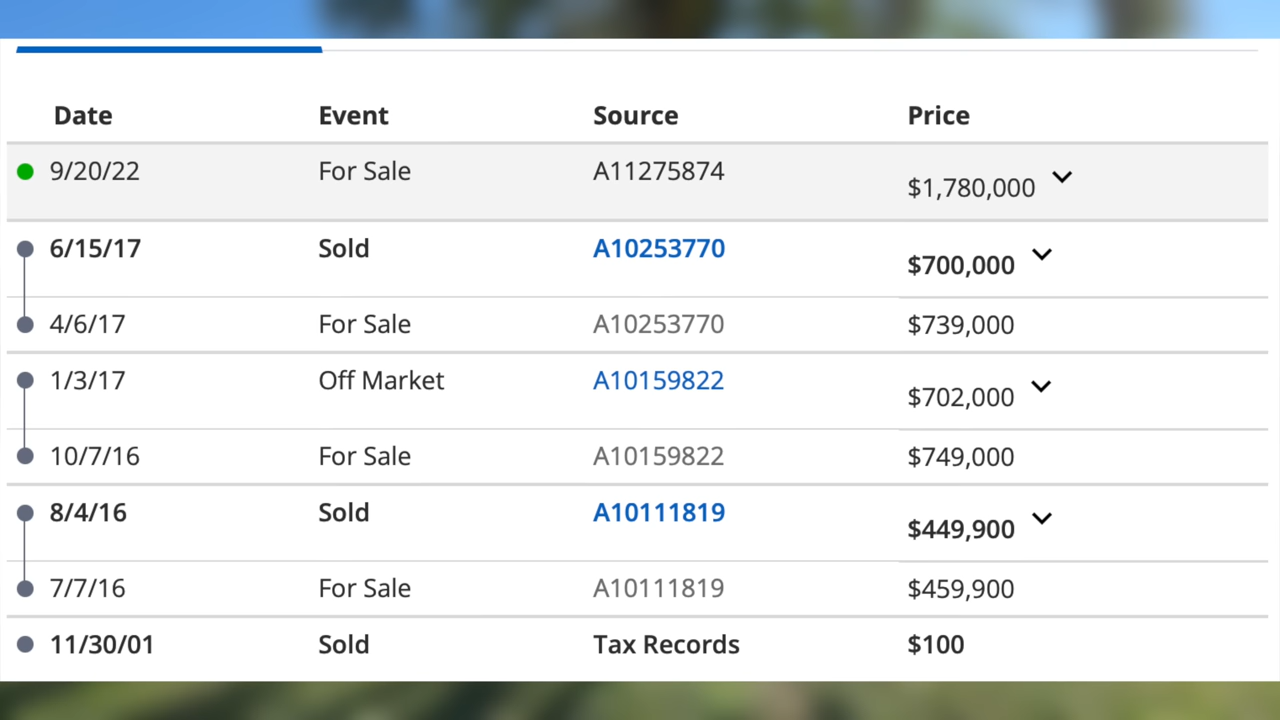 Date Event Source Price
9/20/22 For Sale A11275874 $1,780,000
6/15/17 Sold A10253770 $700,000
4/6/17 For Sale A10253770 $739,000
1/3/17 Off Market A10159822 $702,000
10/7/16 For Sale A10159822 $749,000
8/4/16 Sold A10111819 $449,900
7/7/16 For Sale A10111819 $459,900
11/30/01 Sold Tax Records $100